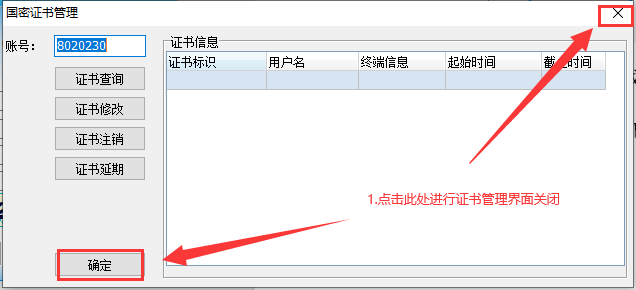 国密证书管理
账号：
8020230
证书信息
证书标识 用户名 终端信息 起始时间 截止时间
证书查询
证书修改
证书注销
证书延期
1.点击此处进行证书管理界面关闭
确定